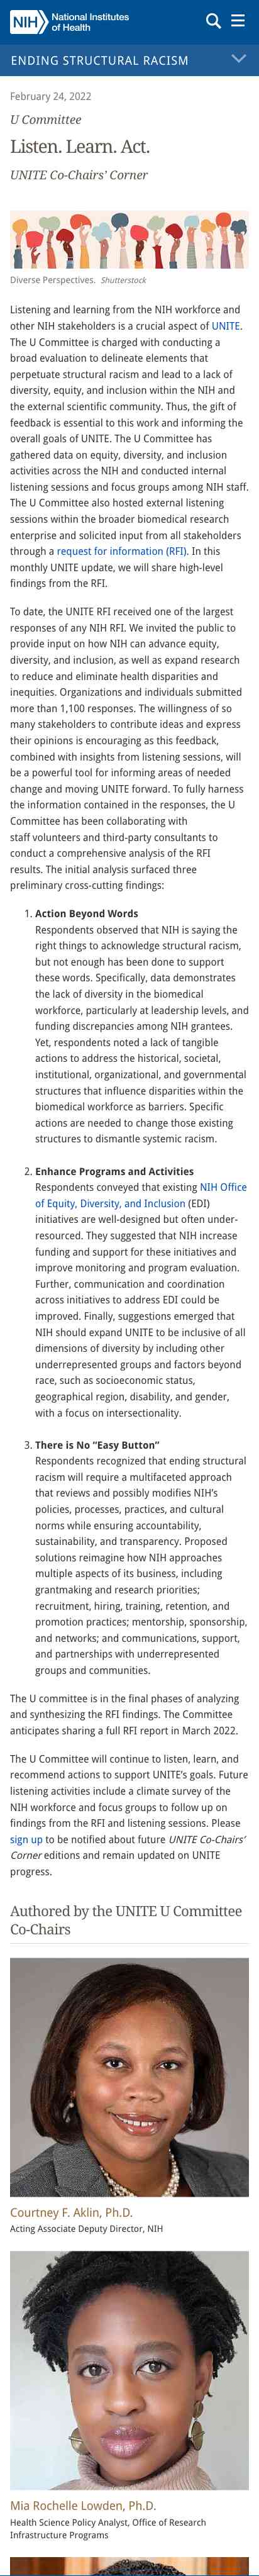 NIH National Institutes
of Health
ENDING STRUCTURAL RACISM
February 24, 2022
U Committee
Listen. Learn. Act.
UNITE Co-Chairs’ Corner
Diverse Perspectives. Shutterstock
Listening and learning from the NIH workforce and
other NIH stakeholders is a crucial aspect of UNITE.
The U Committee is charged with conducting a
broad evaluation to delineate elements that
perpetuate structural racism and lead to a lack of
diversity, equity, and inclusion within the NIH and
the external scientific community. Thus, the gift of
feedback is essential to this work and informing the
overall goals of UNITE. The U Committee has
gathered data on equity, diversity, and inclusion
activities across the NIH and conducted internal
listening sessions and focus groups among NIH staff.
The U Committee also hosted external listening
sessions within the broader biomedical research
enterprise and solicited input from all stakeholders
through a request for information (RFI). In this
monthly UNITE update, we will share high-level
findings from the RFI.
To date, the UNITE RFI received one of the largest
responses of any NIH RFI. We invited the public to
provide input on how NIH can advance equity,
diversity, and inclusion, as well as expand research
to reduce and eliminate health disparities and
inequities. Organizations and individuals submitted
more than 1,100 responses. The willingness of so
many stakeholders to contribute ideas and express
their opinions is encouraging as this feedback,
combined with insights from listening sessions, will
be a powerful tool for informing areas of needed
change and moving UNITE forward. To fully harness
the information contained in the responses, the U
Committee has been collaborating with
staff volunteers and third-party consultants to
conduct a comprehensive analysis of the RFI
results. The initial analysis surfaced three
preliminary cross-cutting findings:
1. Action Beyond Words
Respondents observed that NIH is saying the
right things to acknowledge structural racism,
but not enough has been done to support
these words. Specifically, data demonstrates
the lack of diversity in the biomedical
workforce, particularly at leadership levels, and
funding discrepancies among NIH grantees.
Yet, respondents noted a lack of tangible
actions to address the historical, societal,
institutional, organizational, and governmental
structures that influence disparities within the
biomedical workforce as barriers. Specific
actions are needed to change those existing
structures to dismantle systemic racism.
2. Enhance Programs and Activities
Respondents conveyed that existing NIH Office
of Equity, Diversity, and Inclusion (EDI)
initiatives are well-designed but often under-
resourced. They suggested that NIH increase
funding and support for these initiatives and
improve monitoring and program evaluation.
Further, communication and coordination
across initiatives to address EDI could be
improved. Finally, suggestions emerged that
NIH should expand UNITE to be inclusive of all
dimensions of diversity by including other
underrepresented groups and factors beyond
race, such as socioeconomic status,
geographical region, disability, and gender,
with a focus on intersectionality.
3. There is No “Easy Button”
Respondents recognized that ending structural
racism will require a multifaceted approach
that reviews and possibly modifies NIH’s
policies, processes, practices, and cultural
norms while ensuring accountability,
sustainability, and transparency. Proposed
solutions reimagine how NIH approaches
multiple aspects of its business, including
grantmaking and research priorities;
recruitment, hiring, training, retention, and
promotion practices; mentorship, sponsorship,
and networks; and communications, support,
and partnerships with underrepresented
groups and communities.
The U committee is in the final phases of analyzing
and synthesizing the RFI findings. The Committee
anticipates sharing a full RFI report in March 2022.
The U Committee will continue to listen, learn, and
recommend actions to support UNITE’s goals. Future
listening activities include a climate survey of the
NIH workforce and focus groups to follow up on
findings from the RFI and listening sessions. Please
sign up to be notified about future UNITE Co-Chairs’
Corner editions and remain updated on UNITE
progress.
Authored by the UNITE U Committee
Co-Chairs
Courtney F. Aklin, Ph.D.
Acting Associate Deputy Director, NIH
Mia Rochelle Lowden, Ph.D.
Health Science Policy Analyst, Office of Research
Infrastructure Programs